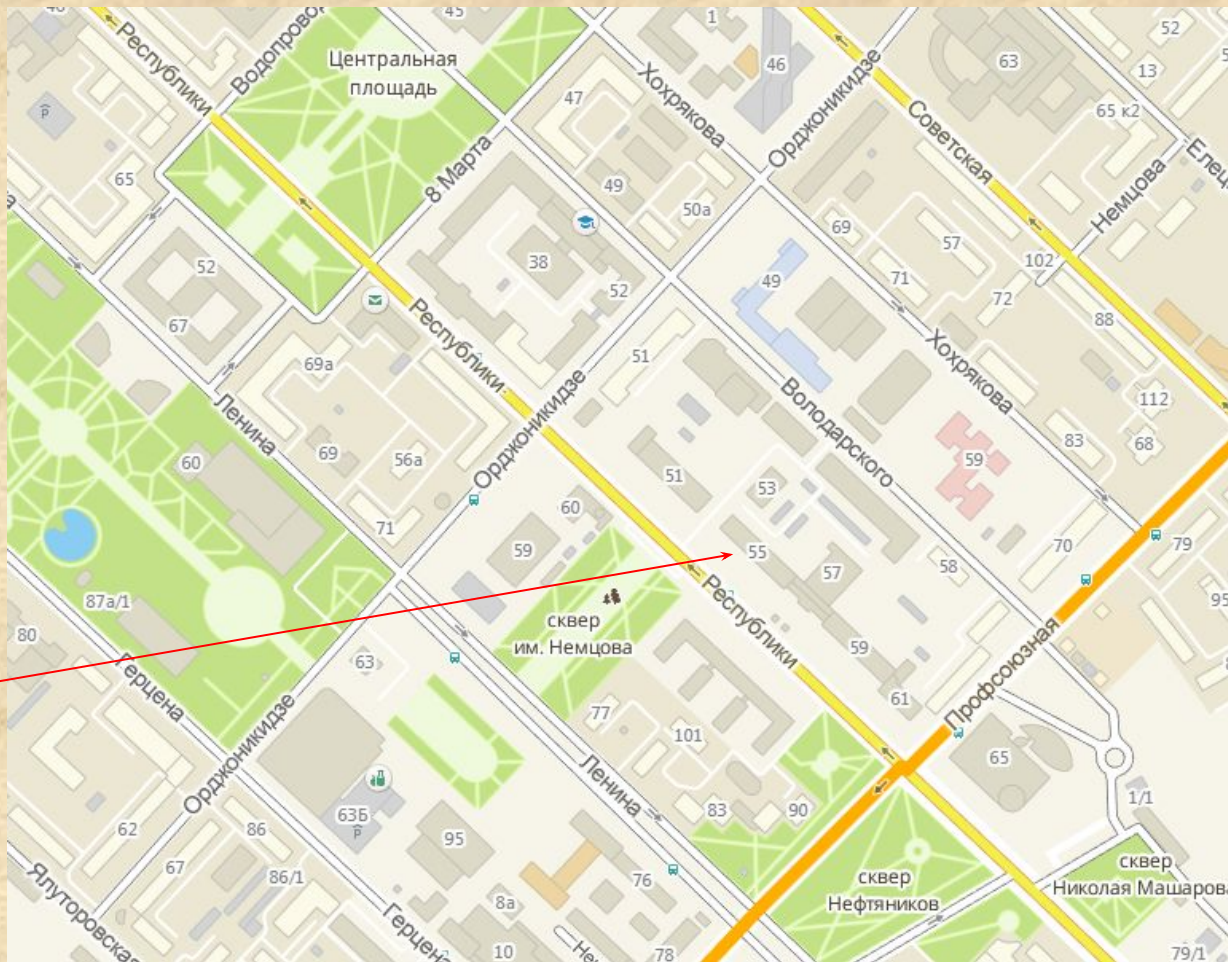 45
1
52
Республики
Водопрово
Центральная
площадь
46
63
13
Хохрякова
Орджоникидзе
Советская
65 к2
47
P
65
8 Марта
49
50а
Немцова
Елец
69
57
102
52
38
52
49
71
72
67
88
Республики
51
Хохрякова
69а
Володарского
112
Ленина
Орджоникидзе
69
56а
83
68
60
51
53
59
71
60
59
55
57
58
70
79
Республики
87а/1
сквер
им. Немцова
95
80
63
59
Профсоюзная
Герцена
61
77
101
65
Орджоникидзе
Ленина
63Б
P
83
90
1/1
62
86
95
67
86/1
76
сквер
Нефтяников
сквер
Николая Машарова
Ялуторовская
Герцена
8а
10
78
79/1